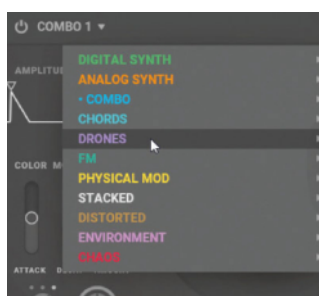 COMBO 1
AMPLITU
DIGITAL SYNTH
ANALOG SYNTH
• COMBO
CHORDS
DRONES
FM
PHYSICAL MOD
STACKED
DISTORTED
ENVIRONMENT
CHAOS
COLOR M
ATTACK